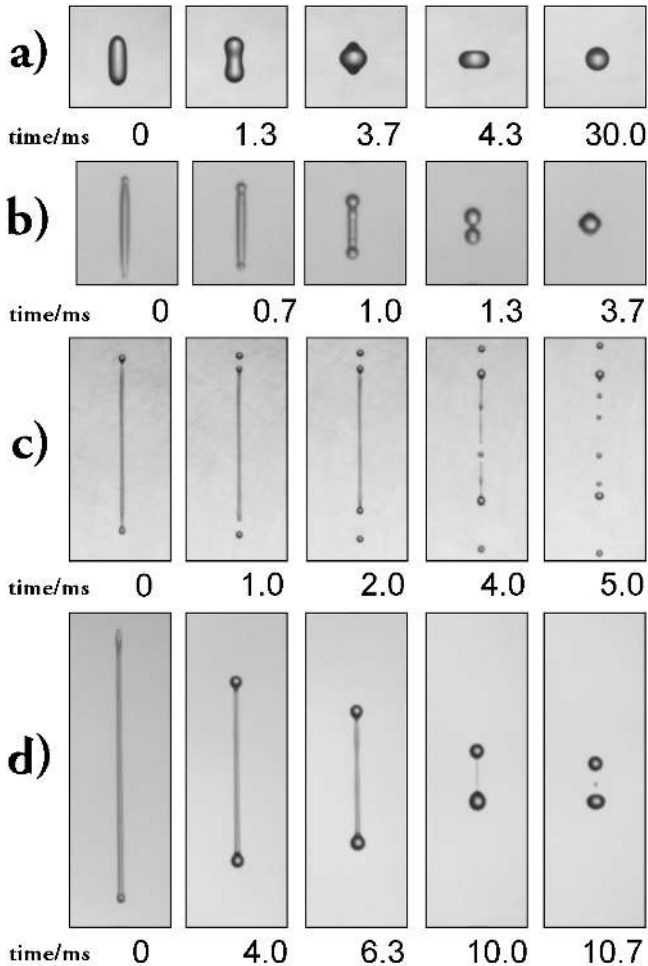 a)
time/ms 0 1.3 3.7 4.3 30.0
b)
time/ms 0 0.7 1.0 1.3 3.7
c)
time/ms 0 1.0 2.0 4.0 5.0
d)
time/ms 0 4.0 6.3 10.0 10.7